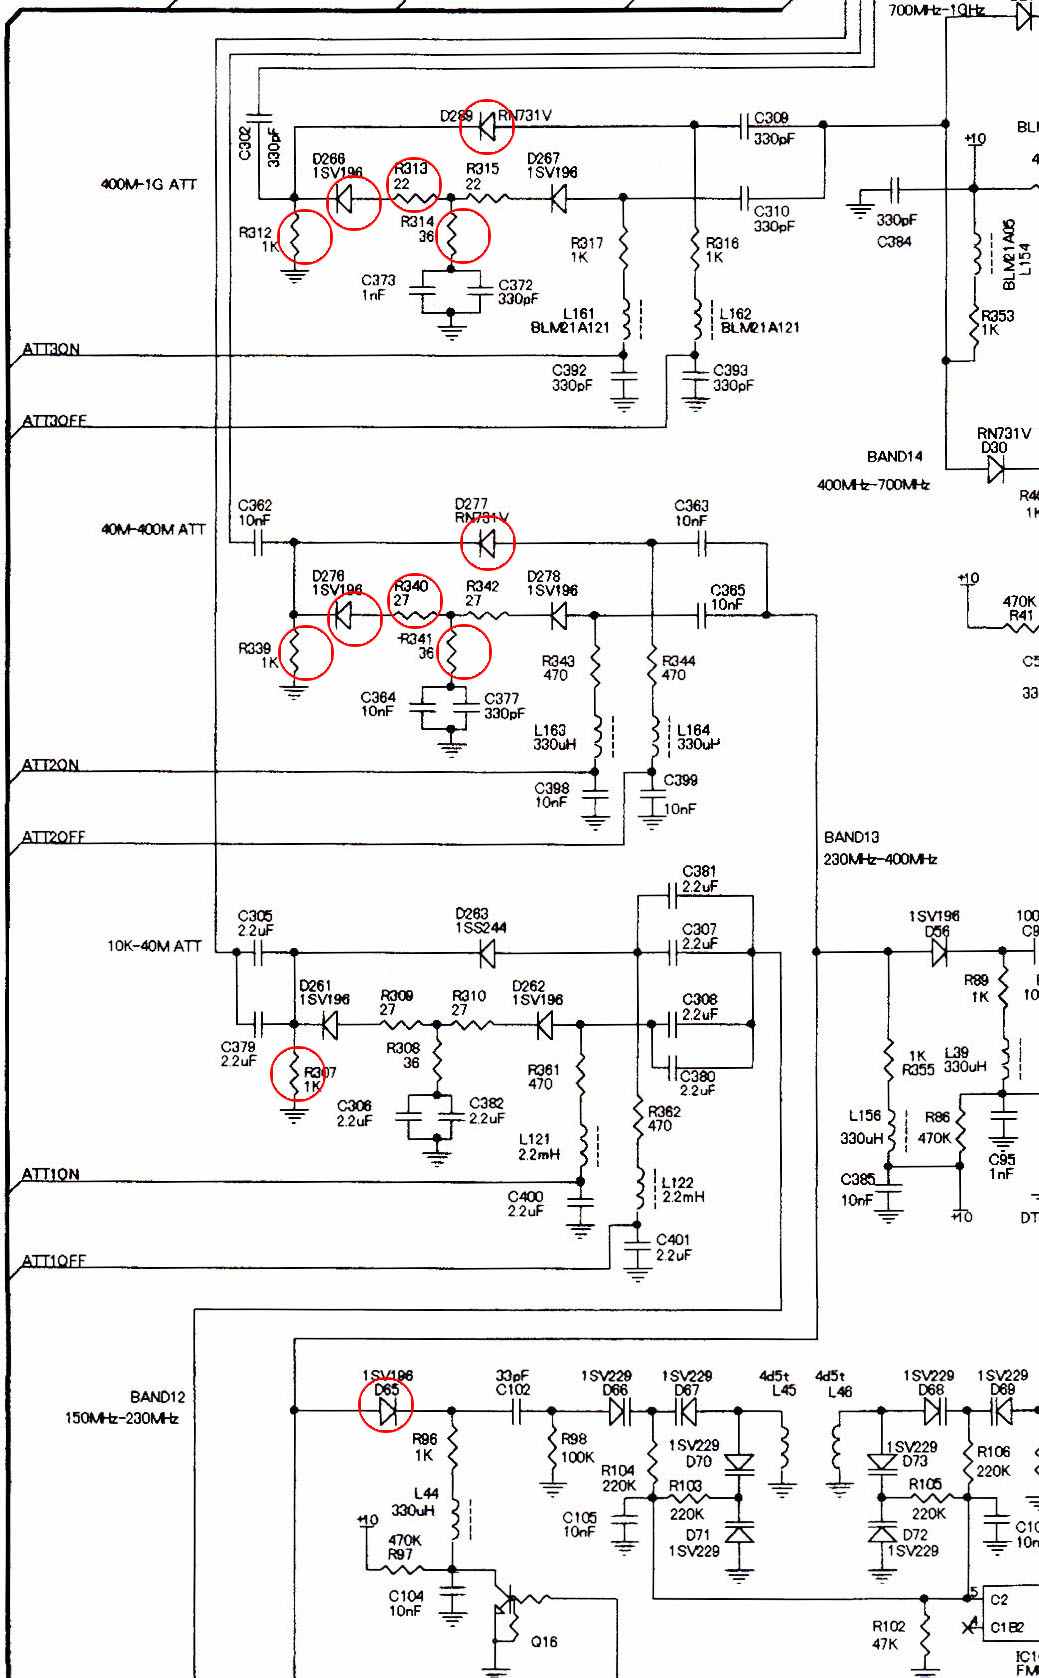 700MHz-1GHz
D289 RN731V
C309
330pF
C302
330pF
+10
BL
D266
1SV196
R313
22
R315
22
D267
1SV196
400M-1G ATT
R312
1K
R314
36
C310
330pF
330pF
C384
BLM21A05
L154
R317
1K
R316
1K
C373
1nF
C372
330pF
L161
BLM21A121
L162
BLM21A121
R353
1K
ATT3ON
C392
330pF
C393
330pF
ATT3OFF
RN731V
D30
BAND14
400MHz-700MHz
1K
C362
10nF
D277
RN731V
C363
10nF
40M-400M ATT
D276
1SV196
R340
27
R342
27
D278
1SV196
C365
10nF
+10
470K
R41
R339
1K
R341
36
R343
470
R344
470
C364
10nF
C377
330pF
L163
330uH
L164
330uH
ATT2ON
C398
10nF
C399
10nF
ATT2OFF
BAND13
230MHz-400MHz
C381
2.2uF
C305
2.2uF
D263
1SS244
C307
2.2uF
1SV196
D56
10K-40M ATT
D261
1SV196
R309
27
R310
27
D262
1SV196
C308
2.2uF
R89
1K
C379
2.2uF
R308
36
R307
1K
R361
470
C380
2.2uF
1K
R355
L39
330uH
C306
2.2uF
C382
2.2uF
R362
470
L156
330uH
R86
470K
L121
2.2mH
C95
1nF
ATT1ON
C400
2.2uF
L122
2.2mH
C385
10nF
+10
DT
C401
2.2uF
ATT1OFF
BAND12
150MHz-230MHz
1SV196
D65
33pF
C102
1SV229
D66
1SV229
D67
4d5t
L45
4d5t
L46
1SV229
D68
1SV229
D69
R96
1K
R98
100K
R104
220K
1SV229
D70
1SV229
D73
R106
220K
L44
330uH
R103
220K
R105
220K
+10
470K
R97
C105
10nF
D71
1SV229
D72
1SV229
C104
10nF
5
C2
4
C1B2
R102
47K
Q16